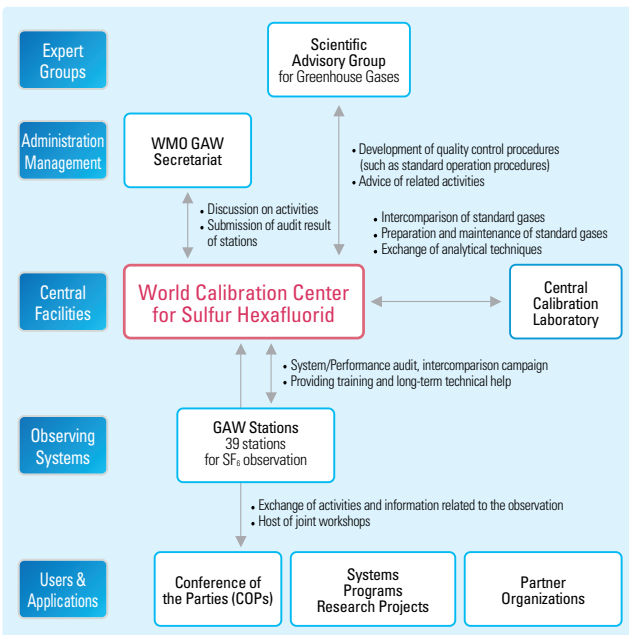 Expert
Groups
Scientific
Advisory Group
for Greenhouse Gases
Administration
Management
WMO GAW
Secretariat
• Development of quality control procedures
(such as standard operation procedures)
• Advice of related activities
• Discussion on activities
• Submission of audit result
of stations
• Intercomparison of standard gases
• Preparation and maintenance of standard gases
• Exchange of analytical techniques
Central
Facilities
World Calibration Center
for Sulfur Hexafluorid
Central
Calibration
Laboratory
• System/Performance audit, intercomparison campaign
• Providing training and long-term technical help
Observing
Systems
GAW Stations
39 stations
for SF₆ observation
• Exchange of activities and information related to the observation
• Host of joint workshops
Users &
Applications
Conference of
the Parties (COPs)
Systems
Programs
Research Projects
Partner
Organizations